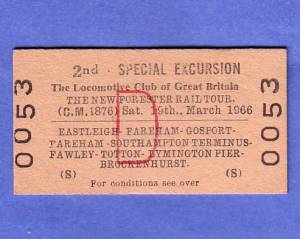 2nd - SPECIAL EXCURSION
The Locomotive Club of Great Britain
THE NEW FORESTER RAIL TOUR.
(C.M.1876) Sat. 19th. March 1966
EASTLEIGH-FAREHAM-GOSPORT-
FAREHAM-SOUTHAMPTON TERMINUS-
FAWLEY-TOTTON-LYMINGTON PIER-
BROCKENHURST.
(S) (S)
For conditions see over
D
0053
0053